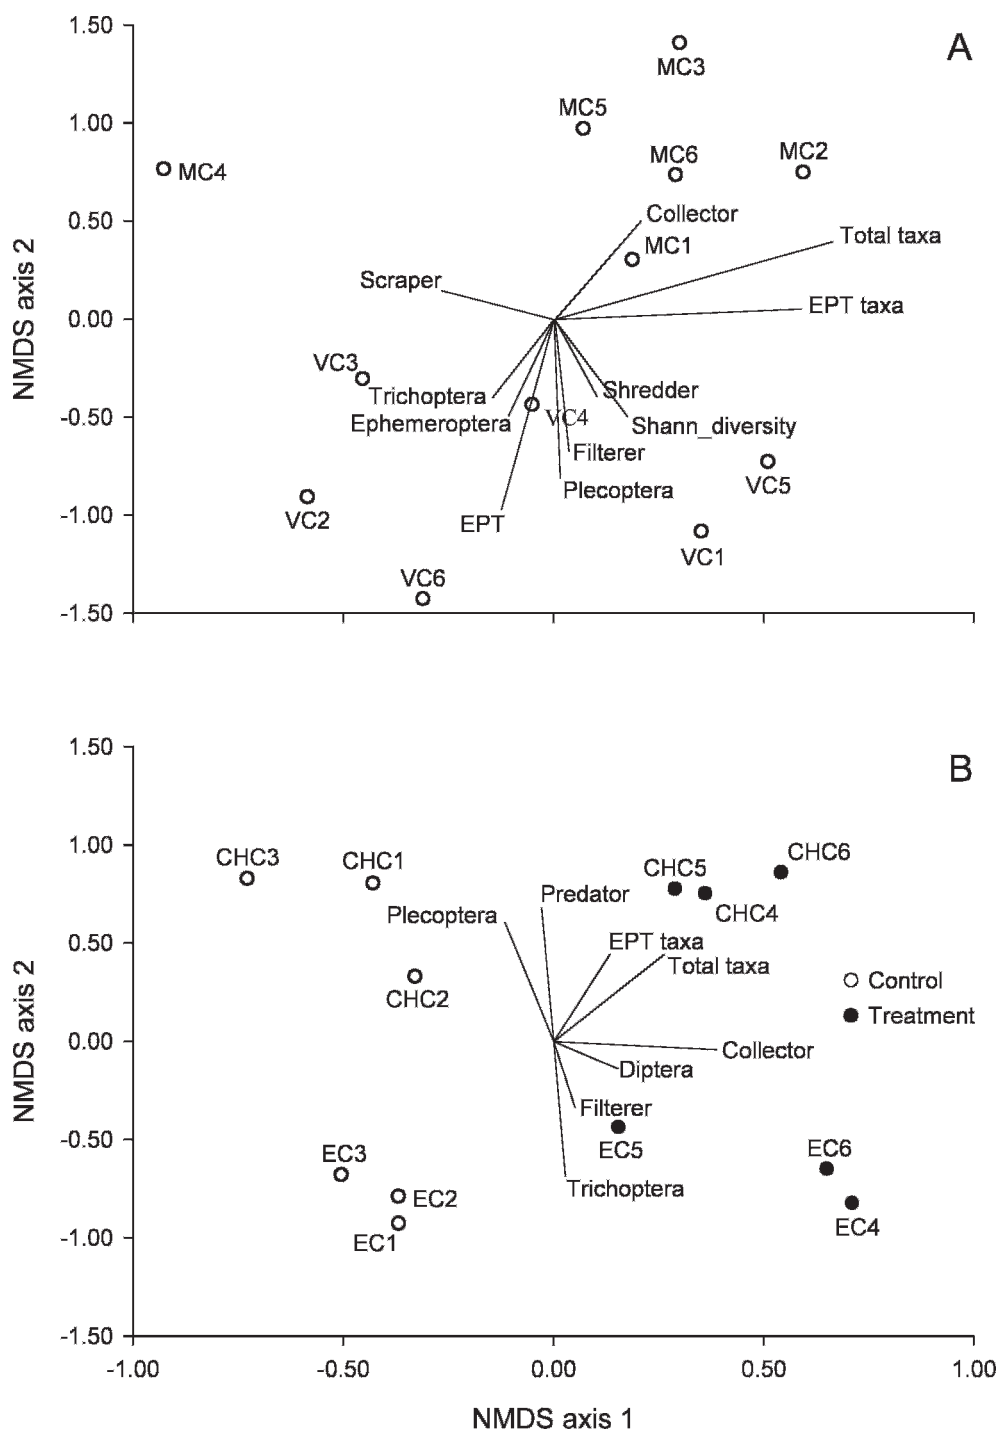 1.50
A
MC3
MC5
1.00
MC6
MC2
MC4
0.50
Collector
Total taxa
MC1
Scraper
EPT taxa
0.00
NMDS axis 2
VC3
Trichoptera
Shredder
-0.50
Ephemeroptera
VC4
Shann_diversity
Filterer
VC5
Plecoptera
-1.00
VC2
EPT
VC1
VC6
-1.50
1.50
B
1.00
CHC3
CHC1
CHC5
CHC6
Predator
CHC4
Plecoptera
0.50
EPT taxa
Total taxa
CHC2
Control
Treatment
0.00
NMDS axis 2
Collector
Diptera
Filterer
-0.50
EC5
EC3
EC6
EC2
Trichoptera
-1.00
EC1
EC4
-1.50
-1.00
-0.50
0.00
0.50
1.00
NMDS axis 1